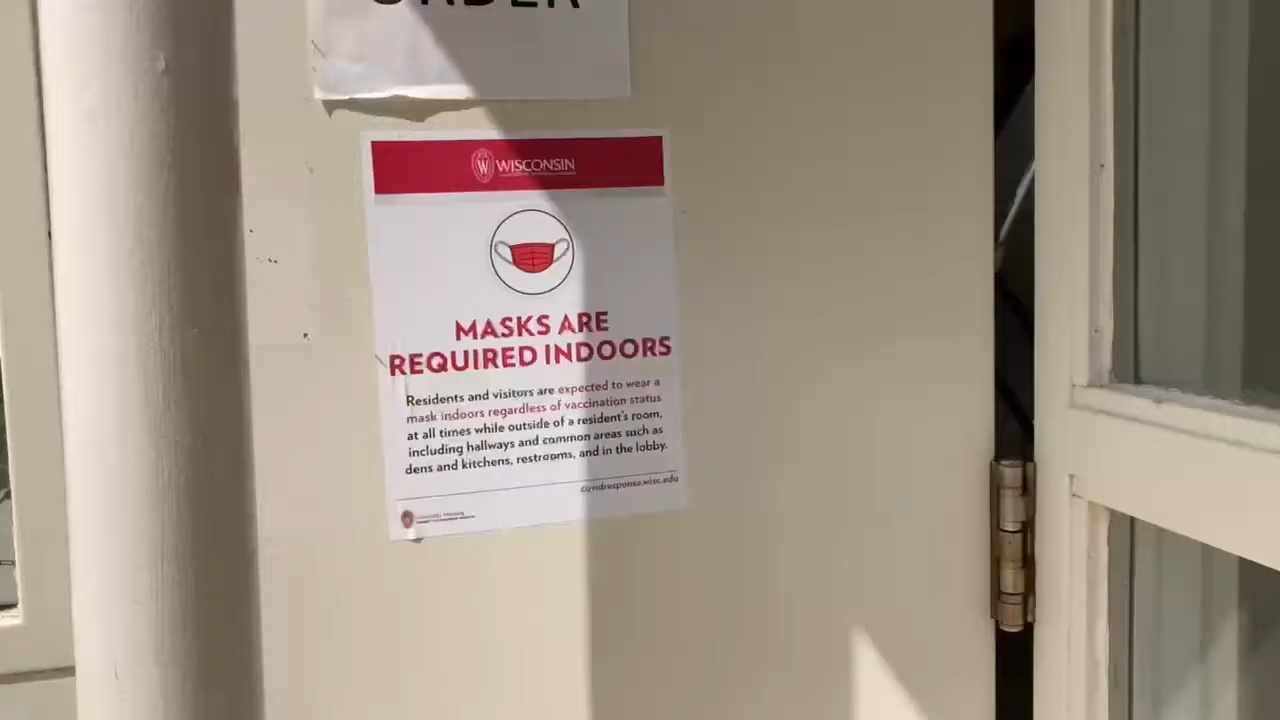 ORDER
W WISCONSIN
MASKS ARE
REQUIRED INDOORS
Residents and visitors are expected to wear a
mask indoors regardless of vaccination status
at all times while outside of a resident's room,
including hallways and common areas such as
dens and kitchens, restrooms, and in the lobby.
covidresponse.wisc.edu
University Housing